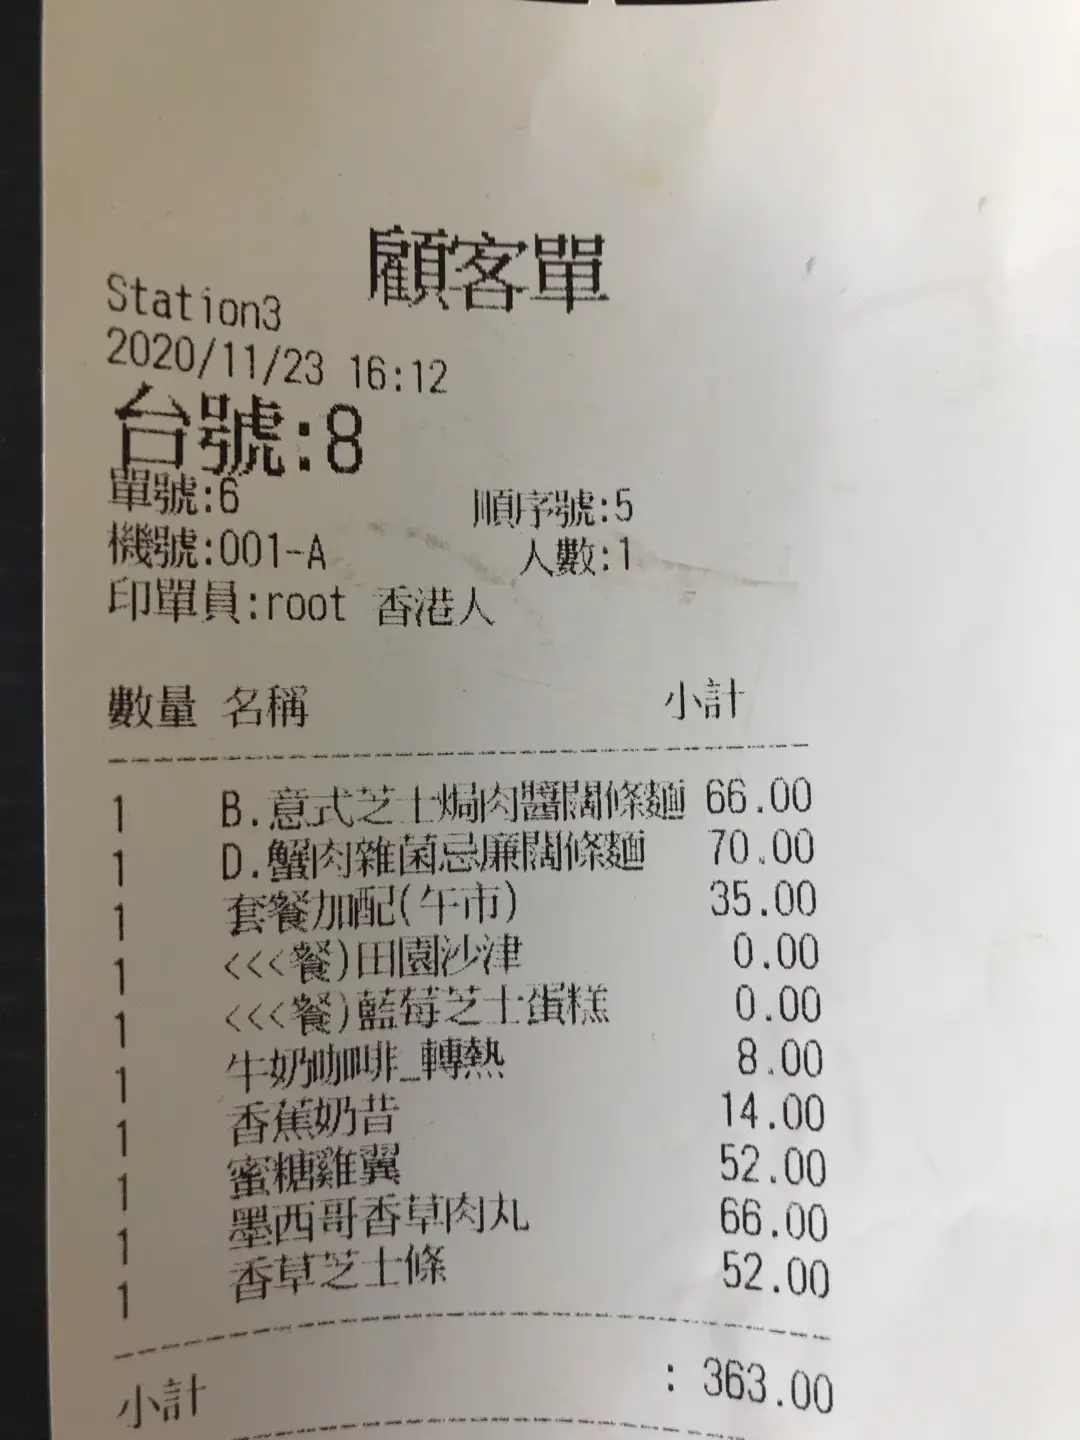 顧客單
Station3
2020/11/23 16:12
台號:8
單號:6 順序號:5
機號:001-A 人數:1
印單員:root 香港人
數量 名稱 小計
1 B.意式芝士焗肉醬闊條麵 66.00
1 D.蟹肉雜菌忌廉闊條麵 70.00
1 套餐加配(午市) 35.00
1 <<<餐)田園沙津 0.00
1 <<<餐)藍莓芝士蛋糕 0.00
1 牛奶咖啡_轉熱 8.00
1 香蕉奶昔 14.00
1 蜜糖雞翼 52.00
1 墨西哥香草肉丸 66.00
1 香草芝士條 52.00
小計 : 363.00